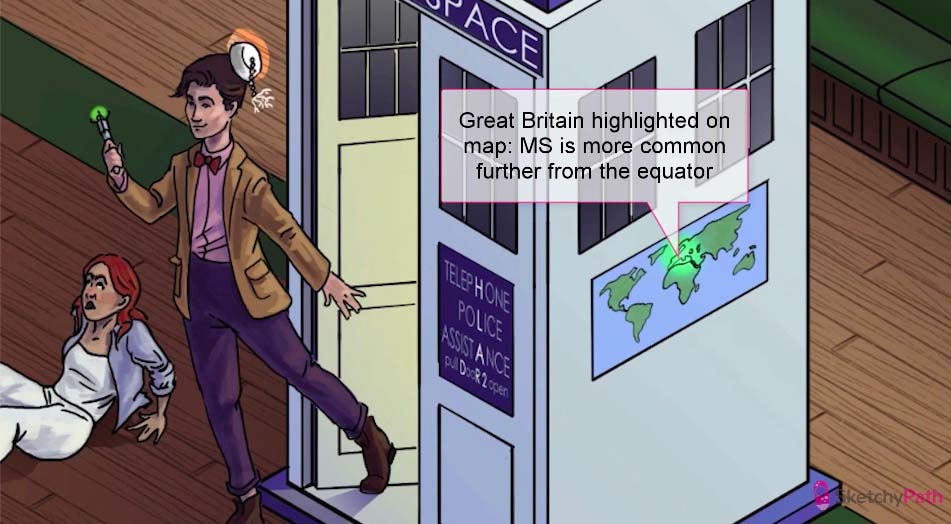 SPACE
Great Britain highlighted on
map: MS is more common
further from the equator
TELEPHONE
POLICE
ASSISTANCE
pull DooR 2 open
SketchyPath